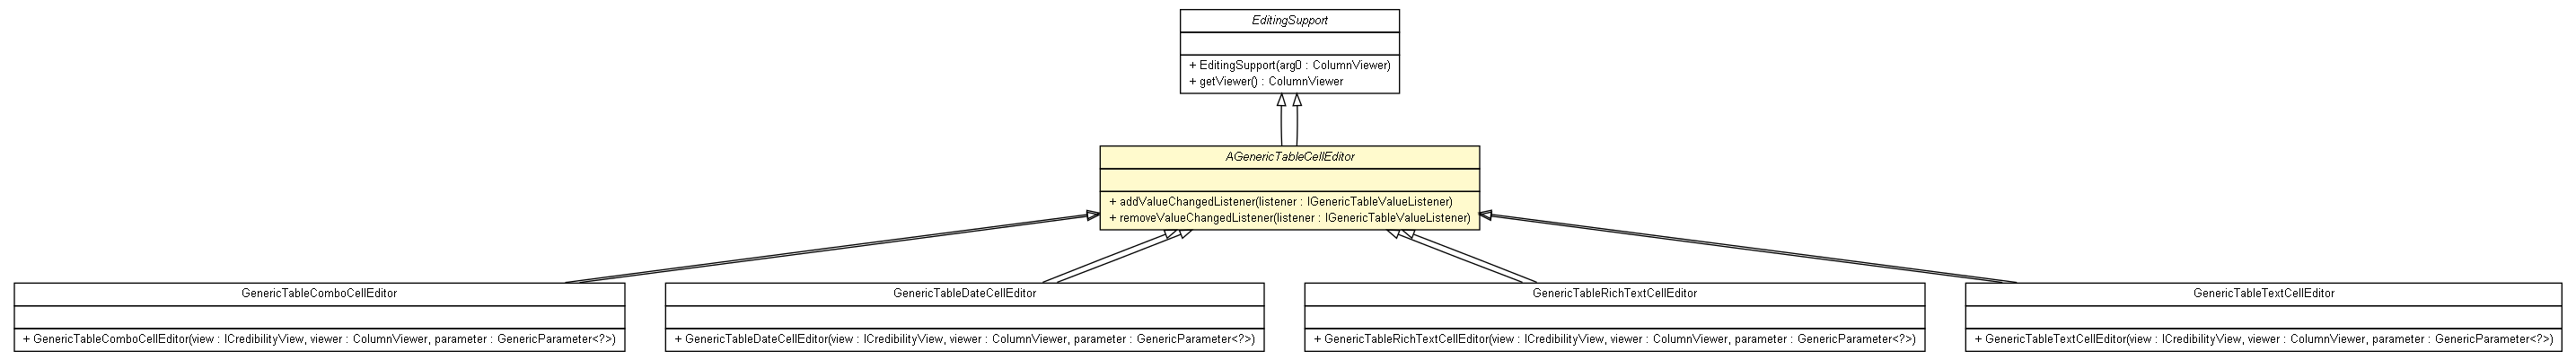 EditingSupport
+ EditingSupport(arg0 : ColumnViewer)
+ getViewer() : ColumnViewer
AGenericTableCellEditor
+ addValueChangedListener(listener : IGenericTableValueListener)
+ removeValueChangedListener(listener : IGenericTableValueListener)
GenericTableComboCellEditor
+ GenericTableComboCellEditor(view : ICredibilityView, viewer : ColumnViewer, parameter : GenericParameter<?>)
GenericTableDateCellEditor
+ GenericTableDateCellEditor(view : ICredibilityView, viewer : ColumnViewer, parameter : GenericParameter<?>)
GenericTableRichTextCellEditor
+ GenericTableRichTextCellEditor(view : ICredibilityView, viewer : ColumnViewer, parameter : GenericParameter<?>)
GenericTableTextCellEditor
+ GenericTableTextCellEditor(view : ICredibilityView, viewer : ColumnViewer, parameter : GenericParameter<?>)